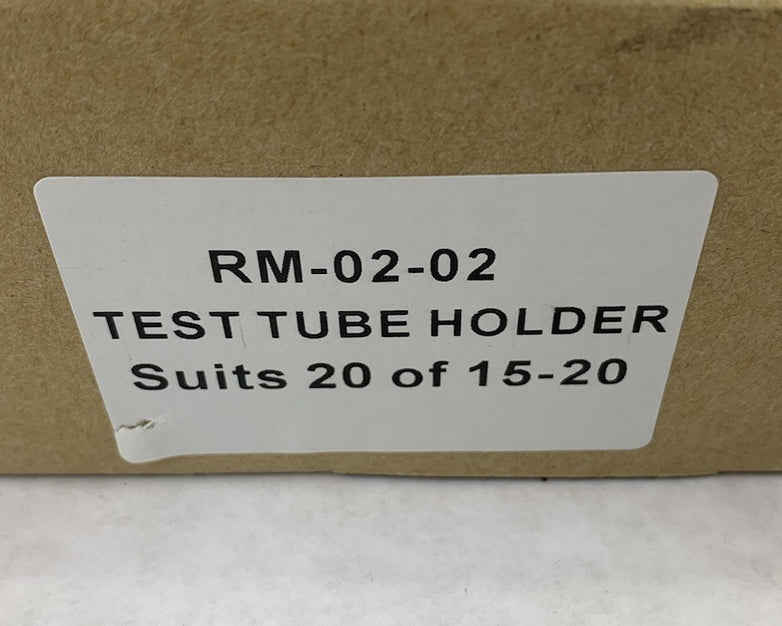 RM-02-02
TEST TUBE HOLDER
Suits 20 of 15-20